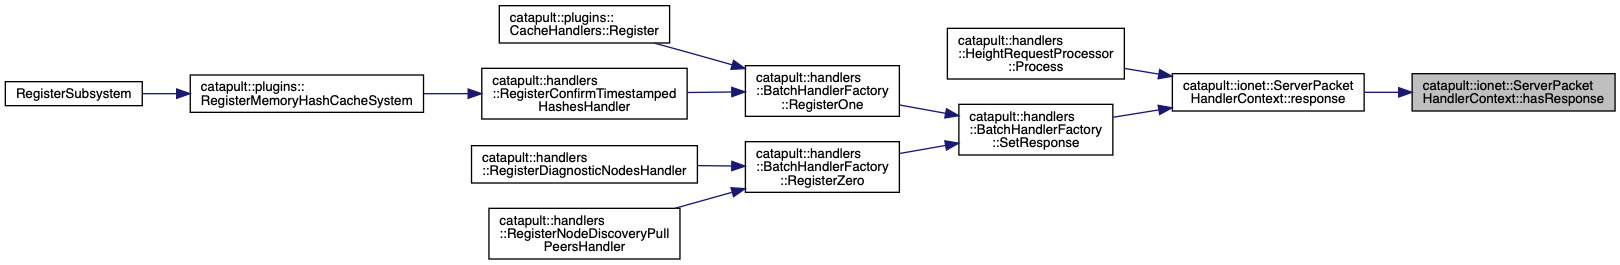 RegisterSubsystem
catapult::plugins::
RegisterMemoryHashCacheSystem
catapult::plugins::
CacheHandlers::Register
catapult::handlers
::RegisterConfirmTimestamped
HashesHandler
catapult::handlers
::RegisterDiagnosticNodesHandler
catapult::handlers
::RegisterNodeDiscoveryPull
PeersHandler
catapult::handlers
::BatchHandlerFactory
::RegisterOne
catapult::handlers
::BatchHandlerFactory
::RegisterZero
catapult::handlers
::HeightRequestProcessor
::Process
catapult::handlers
::BatchHandlerFactory
::SetResponse
catapult::ionet::ServerPacket
HandlerContext::response
catapult::ionet::ServerPacket
HandlerContext::hasResponse